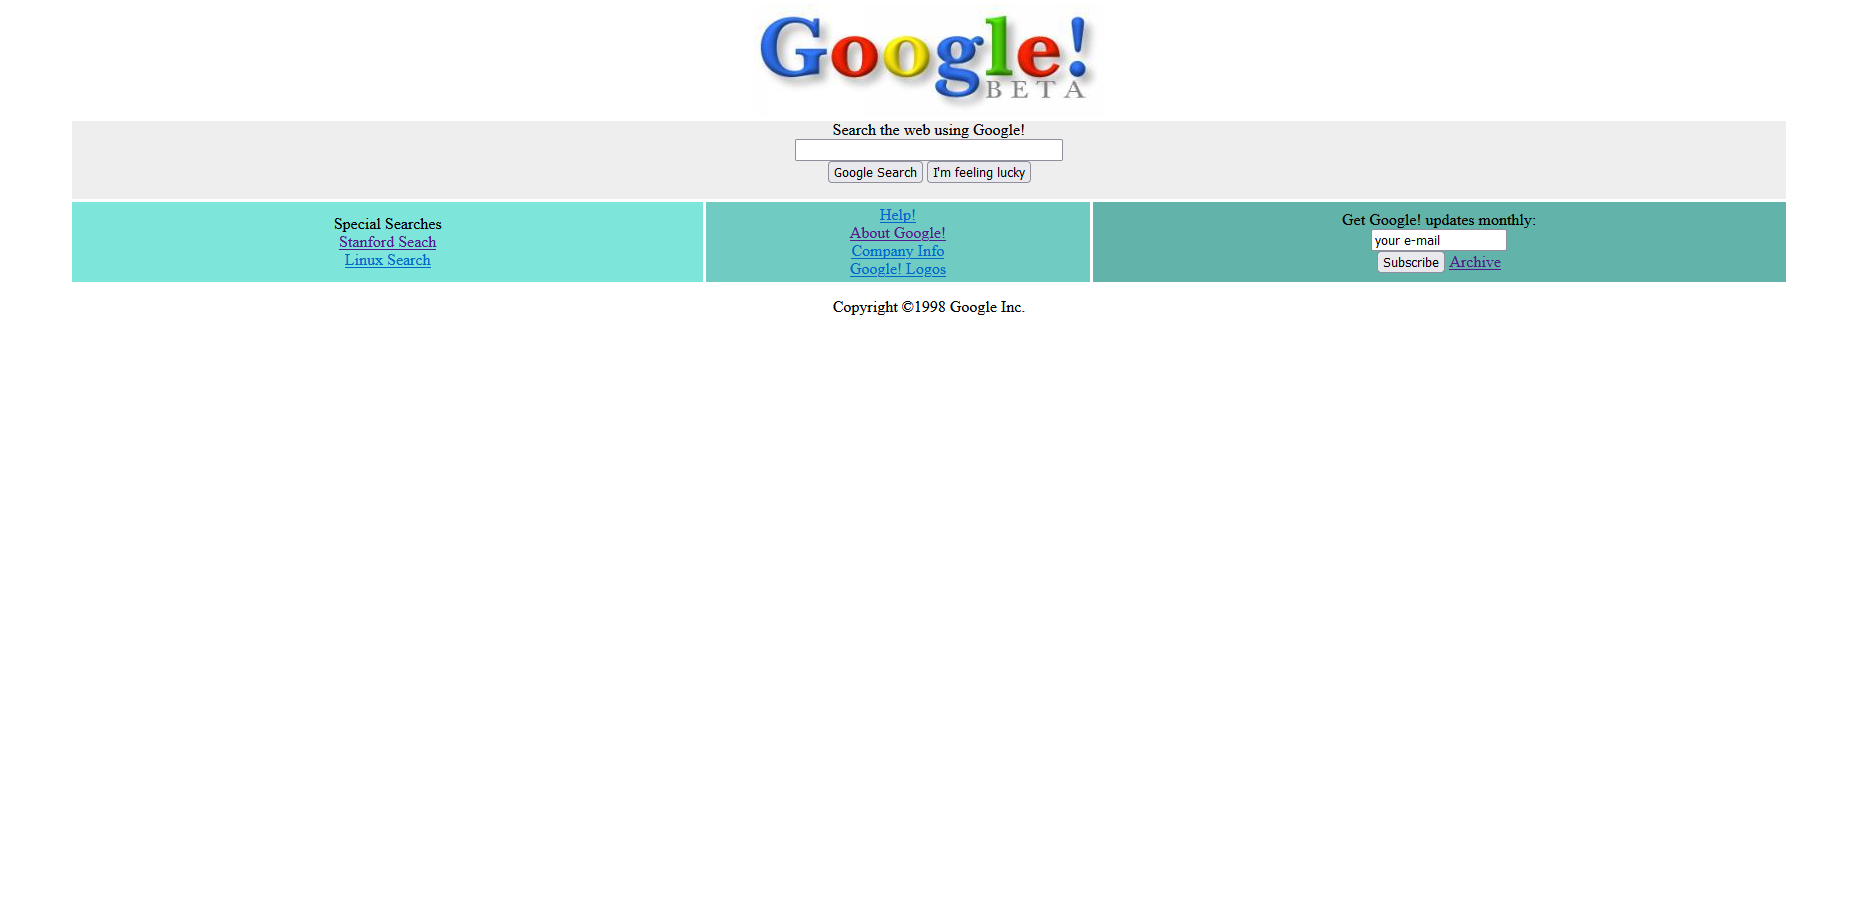 Google!
BETA
Search the web using Google!
Google Search I'm feeling lucky
Special Searches
Stanford Seach
Linux Search
Help!
About Google!
Company Info
Google! Logos
Get Google! updates monthly:
your e-mail
Subscribe Archive
Copyright ©1998 Google Inc.